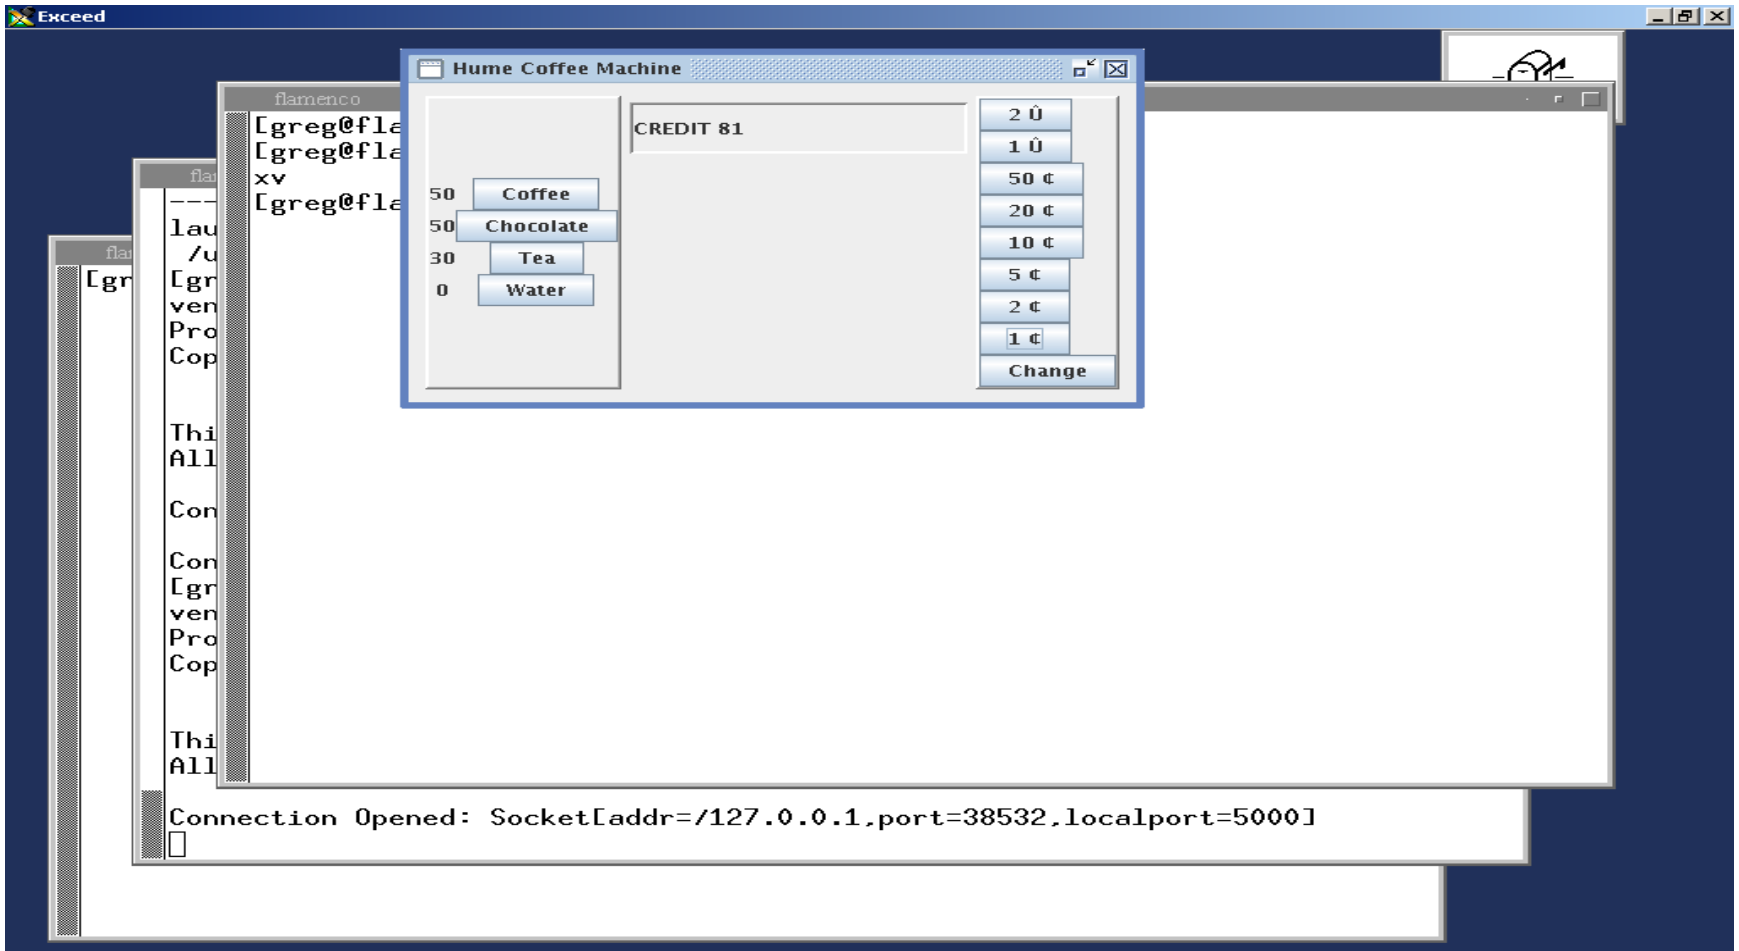 Exceed
Hume Coffee Machine
CREDIT 81
50 Coffee
50 Chocolate
30 Tea
0 Water
2 Û
1 Û
50 ¢
20 ¢
10 ¢
5 ¢
2 ¢
1 ¢
Change
flamenco
[greg@fla
[greg@fla
xv
[greg@fla
fla
----
lau
/u
[gr
ven
Pro
Cop
Thi
All
Con
Con
[gr
ven
Pro
Cop
Thi
All
Connection Opened: Socket[addr=/127.0.0.1,port=38532,localport=5000]
fla
[gr